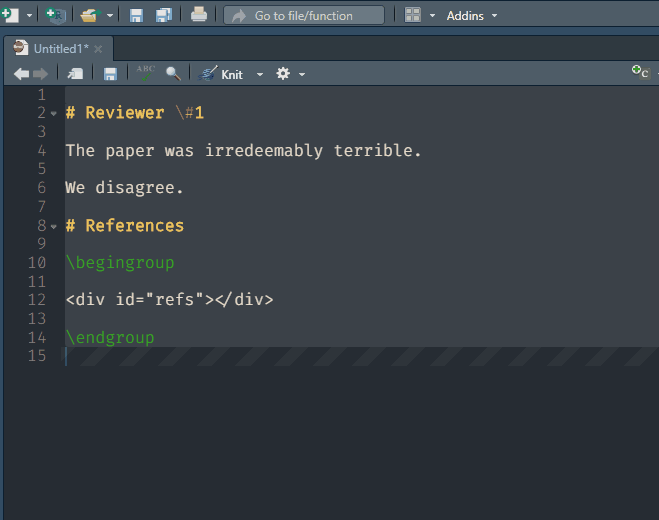 Go to file/function
Addins
Untitled1*
ABC
Knit
C
1
2 # Reviewer \#1
3
4 The paper was irredeemably terrible.
5
6 We disagree.
7
8 # References
9
10 \begingroup
11
12 <div id="refs"></div>
13
14 \endgroup
15